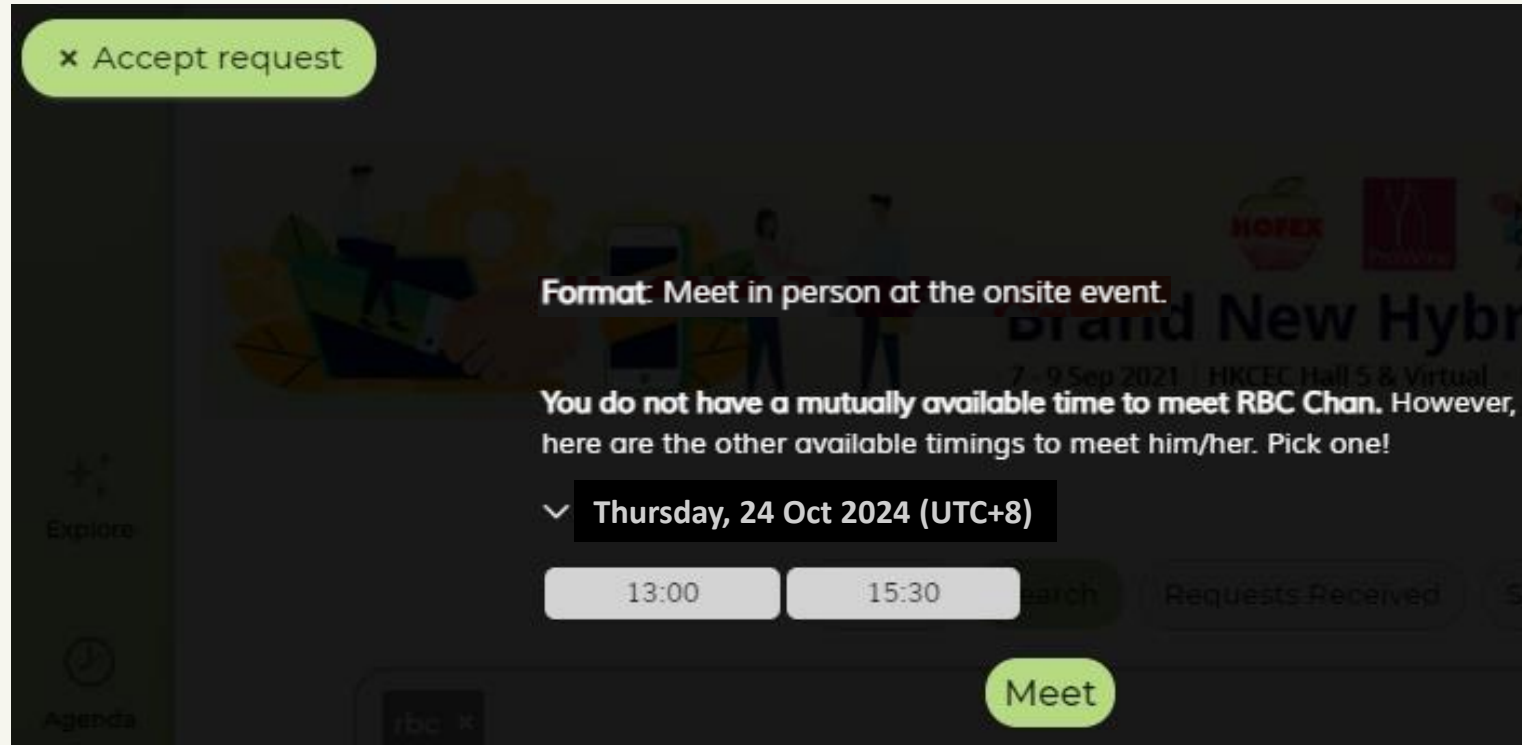 × Accept request
HOFEX
ProWine
Format: Meet in person at the onsite event.
Brand New Hybr
7 - 9 Sep 2021 | HKCEC Hall 5 & Virtual
You do not have a mutually available time to meet RBC Chan. However,
here are the other available timings to meet him/her. Pick one!
Explore
Thursday, 24 Oct 2024 (UTC+8)
13:00 15:30 earch Requests Received S
Agenda
rbc ×
Meet